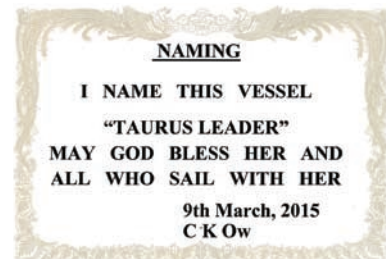 NAMING
I NAME THIS VESSEL
“TAURUS LEADER”
MAY GOD BLESS HER AND
ALL WHO SAIL WITH HER
9th March, 2015
C K Ow